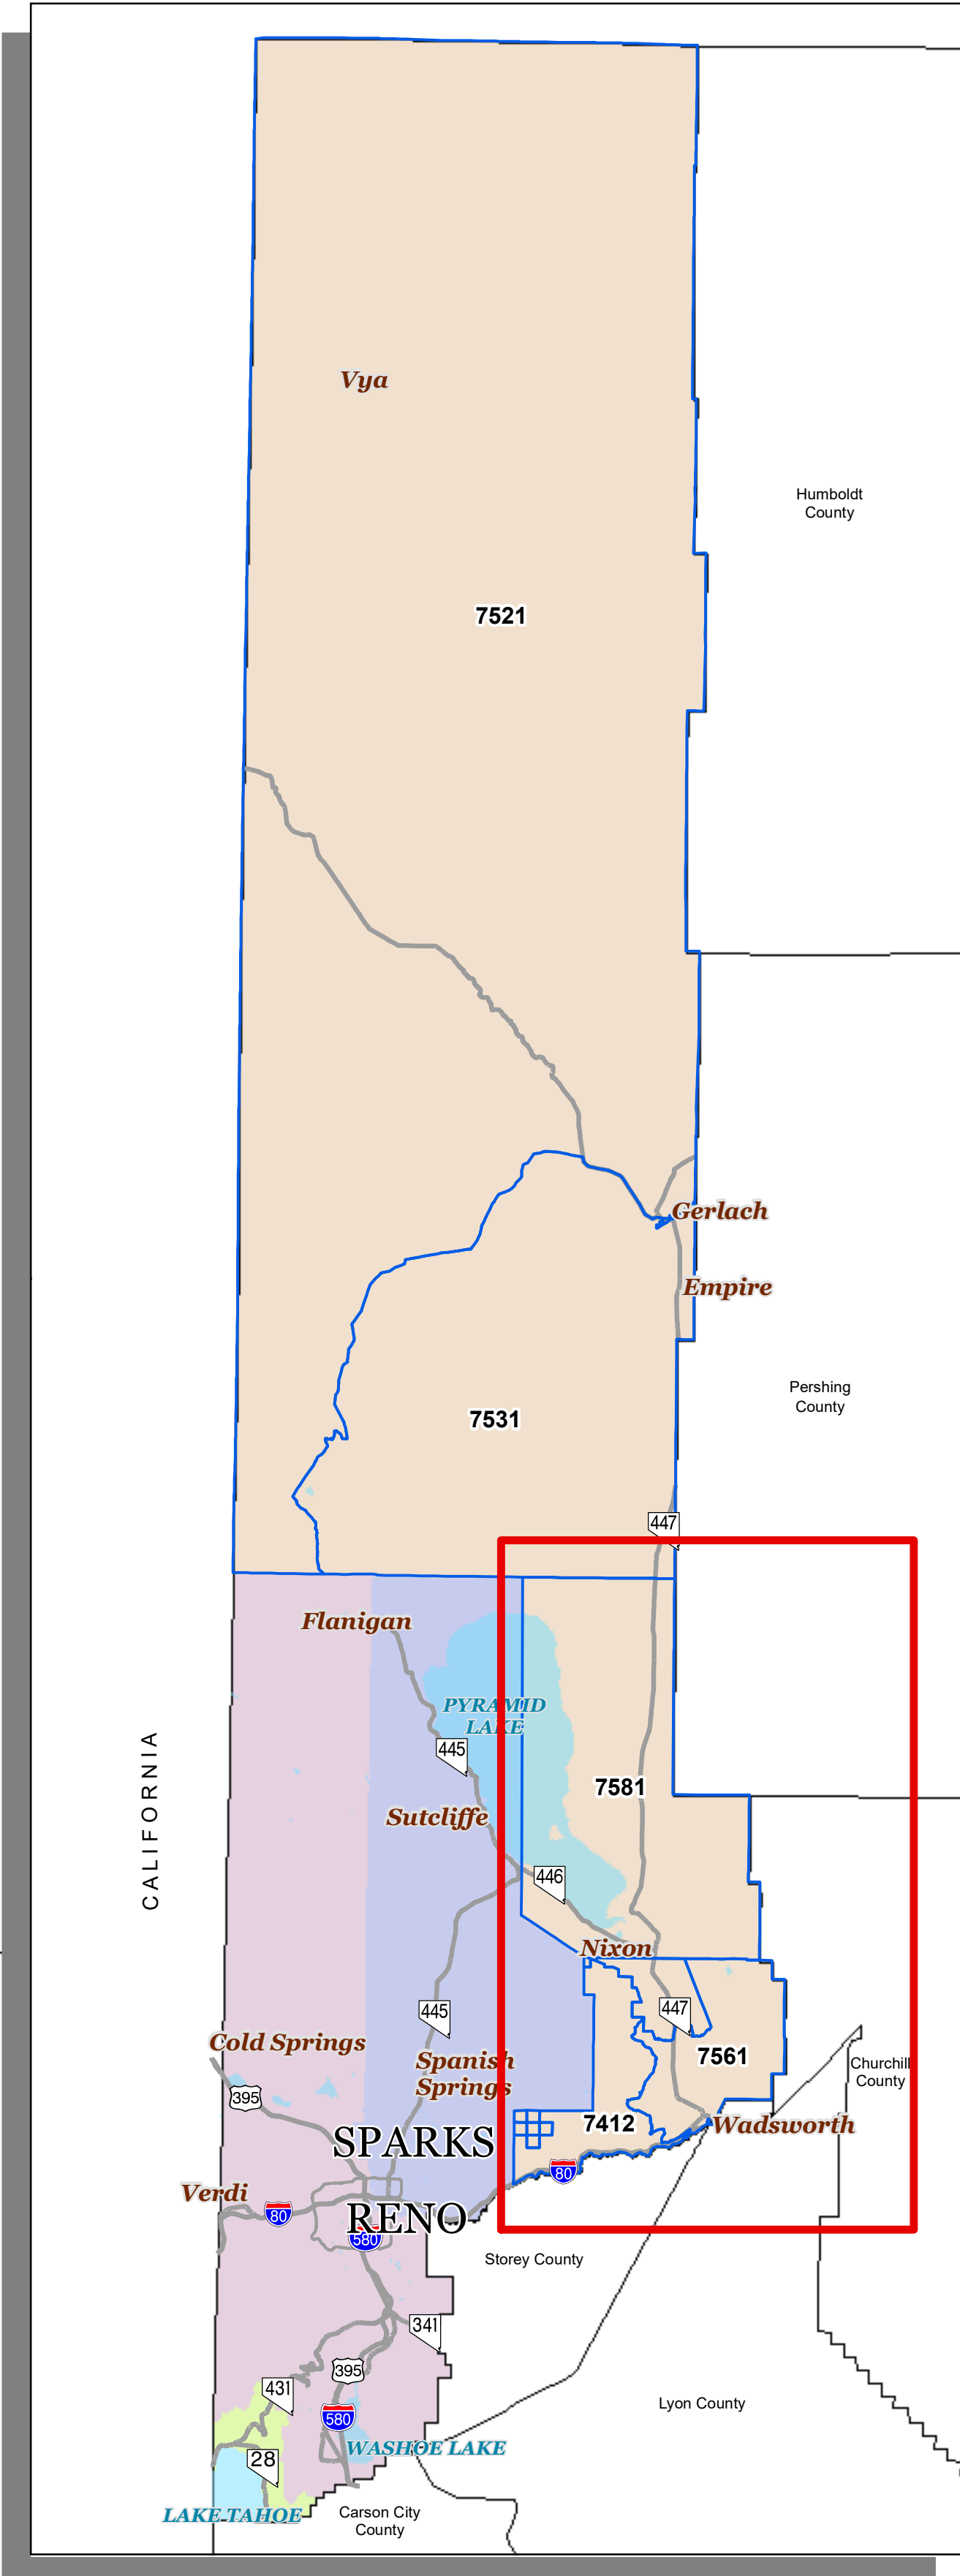 Vya
Humboldt
County
7521
Gerlach
Empire
Pershing
County
7531
447
Flanigan
PYRAMID
LAKE
445
7581
CALIFORNIA
Sutcliffe
446
Nixon
447
445
Cold Springs
7561
Spanish
Springs
Churchill
County
395
7412
Wadsworth
SPARKS
80
Verdi
80
RENO
580
Storey County
341
395
431
Lyon County
580
WASHOE LAKE
28
LAKE TAHOE
Carson City
County